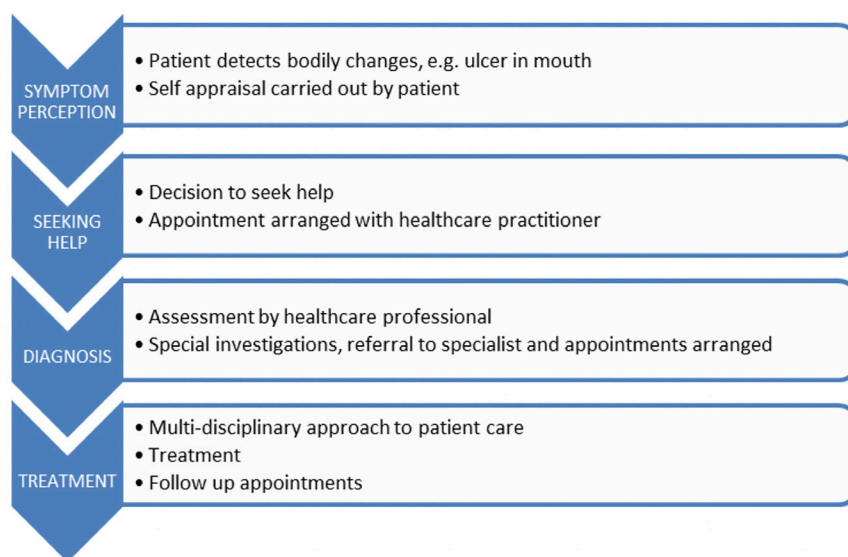 SYMPTOM
PERCEPTION
• Patient detects bodily changes, e.g. ulcer in mouth
• Self appraisal carried out by patient
SEEKING
HELP
• Decision to seek help
• Appointment arranged with healthcare practitioner
DIAGNOSIS
• Assessment by healthcare professional
• Special investigations, referral to specialist and appointments arranged
TREATMENT
• Multi-disciplinary approach to patient care
• Treatment
• Follow up appointments